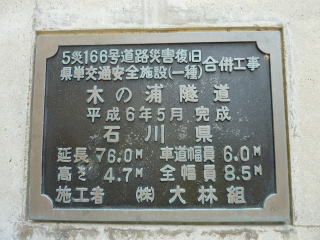 5災166号道路災害復旧
県単交通安全施設(一種)合併工事
木の浦隧道
平成6年5月 完成
石川県
延長 76.0M 車道幅員 6.0M
高さ 4.7M 全幅員 8.5M
施工者 ㈱ 大林組